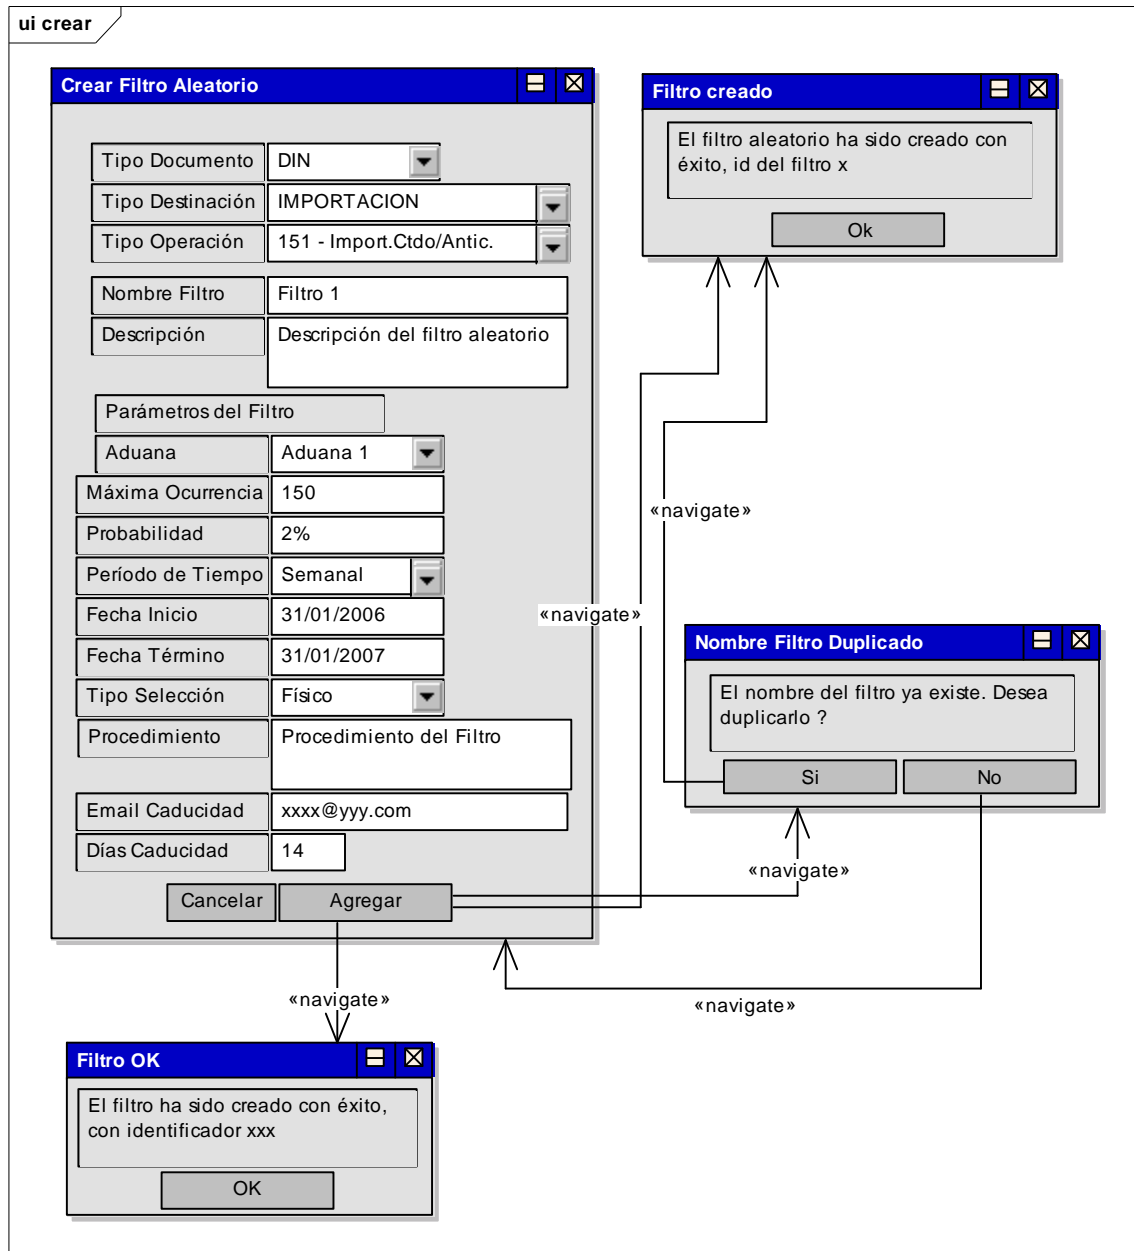 ui crear
Crear Filtro Aleatorio
Tipo Documento
DIN
Tipo Destinación
IMPORTACION
Tipo Operación
151 - Import.Ctdo/Antic.
Nombre Filtro
Filtro 1
Descripción
Descripción del filtro aleatorio
Parámetros del Filtro
Aduana
Aduana 1
Máxima Ocurrencia
150
Probabilidad
2%
Período de Tiempo
Semanal
Fecha Inicio
31/01/2006
Fecha Término
31/01/2007
Tipo Selección
Físico
Procedimiento
Procedimiento del Filtro
Email Caducidad
xxxx@yyy.com
Días Caducidad
14
Cancelar
Agregar
Filtro creado
El filtro aleatorio ha sido creado con
éxito, id del filtro x
Ok
«navigate»
«navigate»
Nombre Filtro Duplicado
El nombre del filtro ya existe. Desea
duplicarlo ?
Si
No
«navigate»
«navigate»
«navigate»
Filtro OK
El filtro ha sido creado con éxito,
con identificador xxx
OK